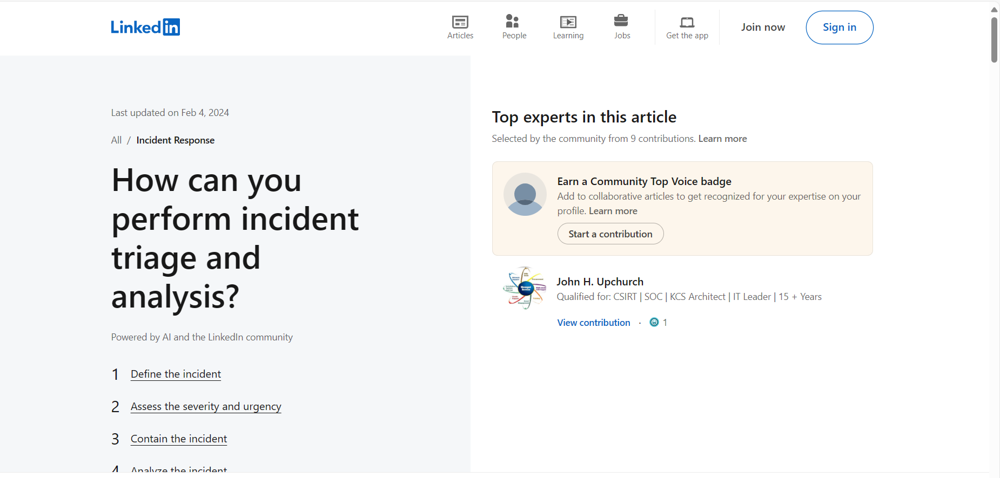 Linkedin
Articles
People
Learning
Jobs
Get the app
Join now
Sign in
Last updated on Feb 4, 2024
All / Incident Response
How can you
perform incident
triage and
analysis?
Powered by AI and the LinkedIn community
1 Define the incident
2 Assess the severity and urgency
3 Contain the incident
4 Analyze the incident
Top experts in this article
Selected by the community from 9 contributions. Learn more
Earn a Community Top Voice badge
Add to collaborative articles to get recognized for your expertise on your
profile. Learn more
Start a contribution
John H. Upchurch
Qualified for: CSIRT | SOC | KCS Architect | IT Leader | 15 + Years
View contribution · 1